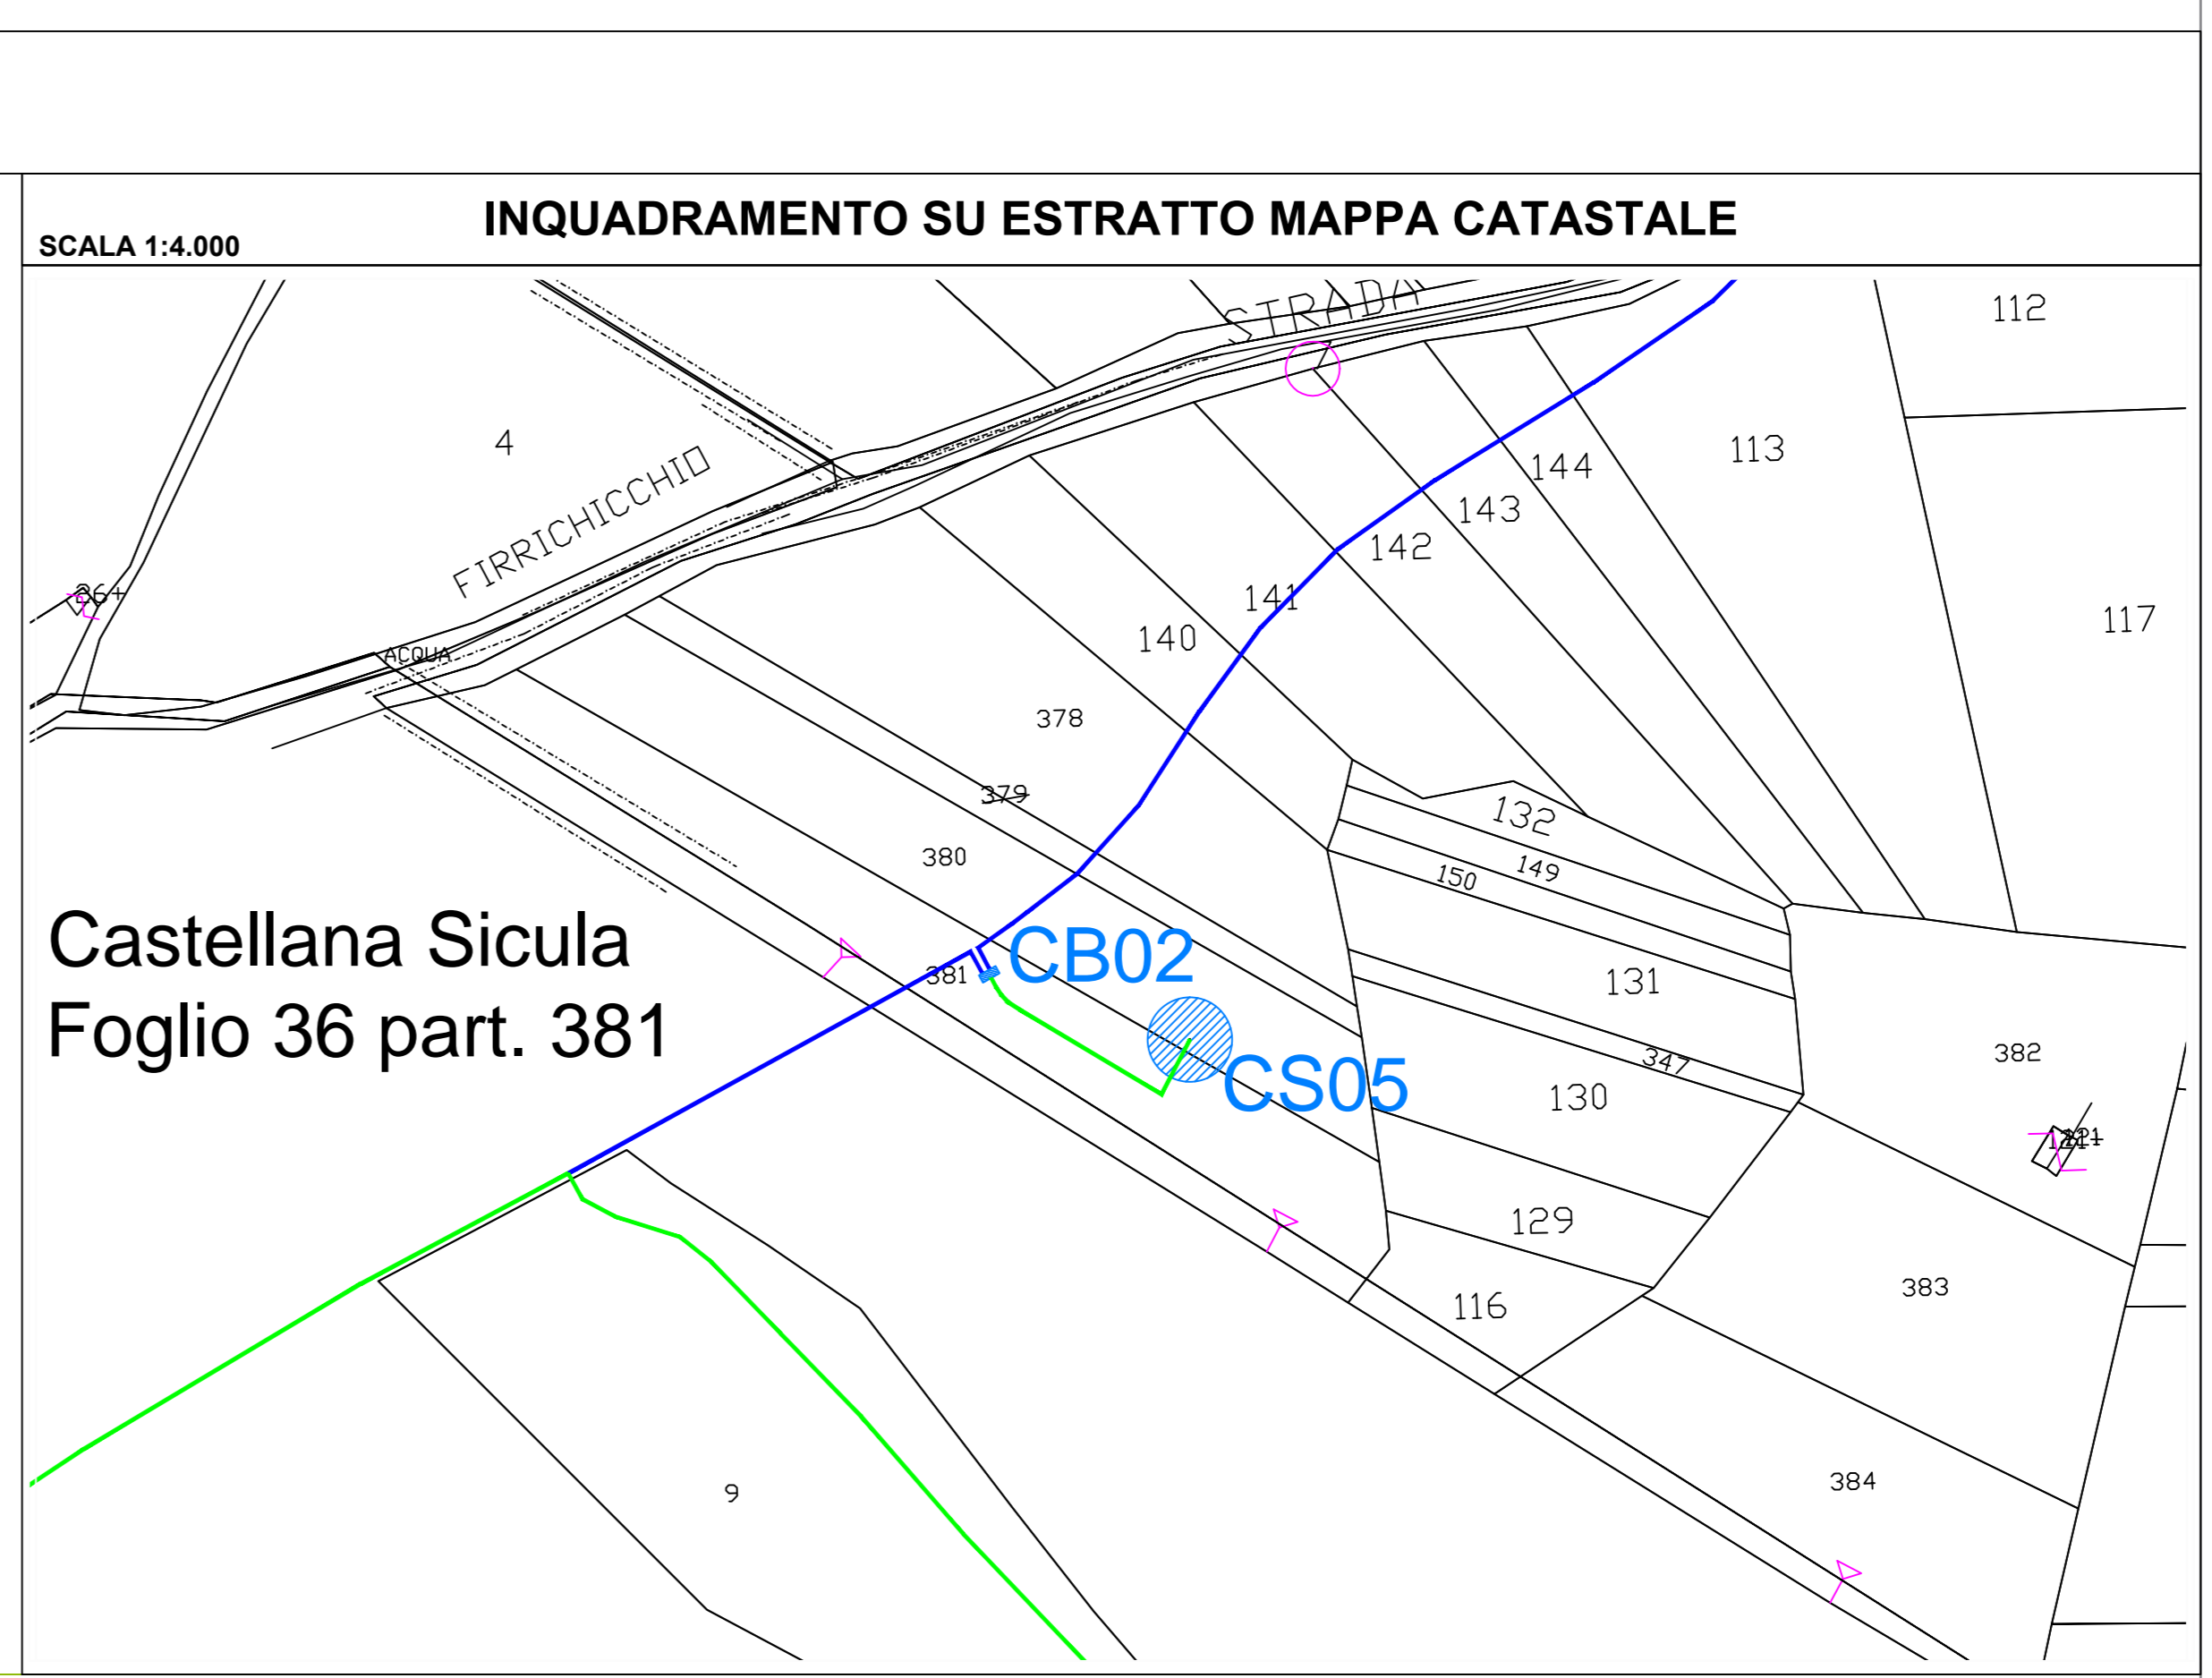 INQUADRAMENTO SU ESTRATTO MAPPA CATASTALE
SCALA 1:4.000
STRADA
112
4
113
144
FIRRICHICCHIO
143
142
26+
141
117
140
ACQUA
378
379
132
380
149
150
Castellana Sicula
CB02
381
131
Foglio 36 part. 381
382
347
CS05
130
129
383
116
384
9